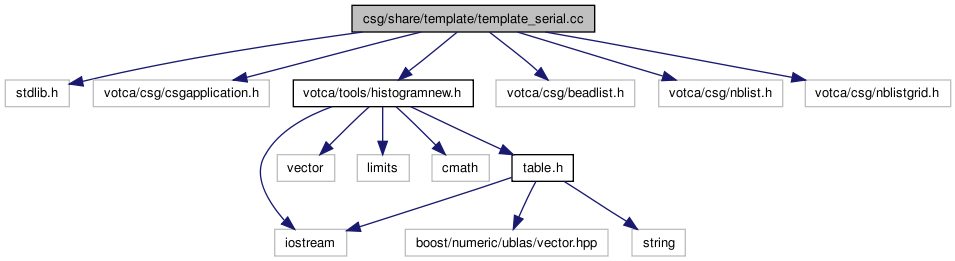 csg/share/template/template_serial.cc
stdlib.h
votca/csg/csgapplication.h
votca/tools/histogramnew.h
votca/csg/beadlist.h
votca/csg/nblist.h
votca/csg/nblistgrid.h
vector
limits
cmath
table.h
iostream
boost/numeric/ublas/vector.hpp
string